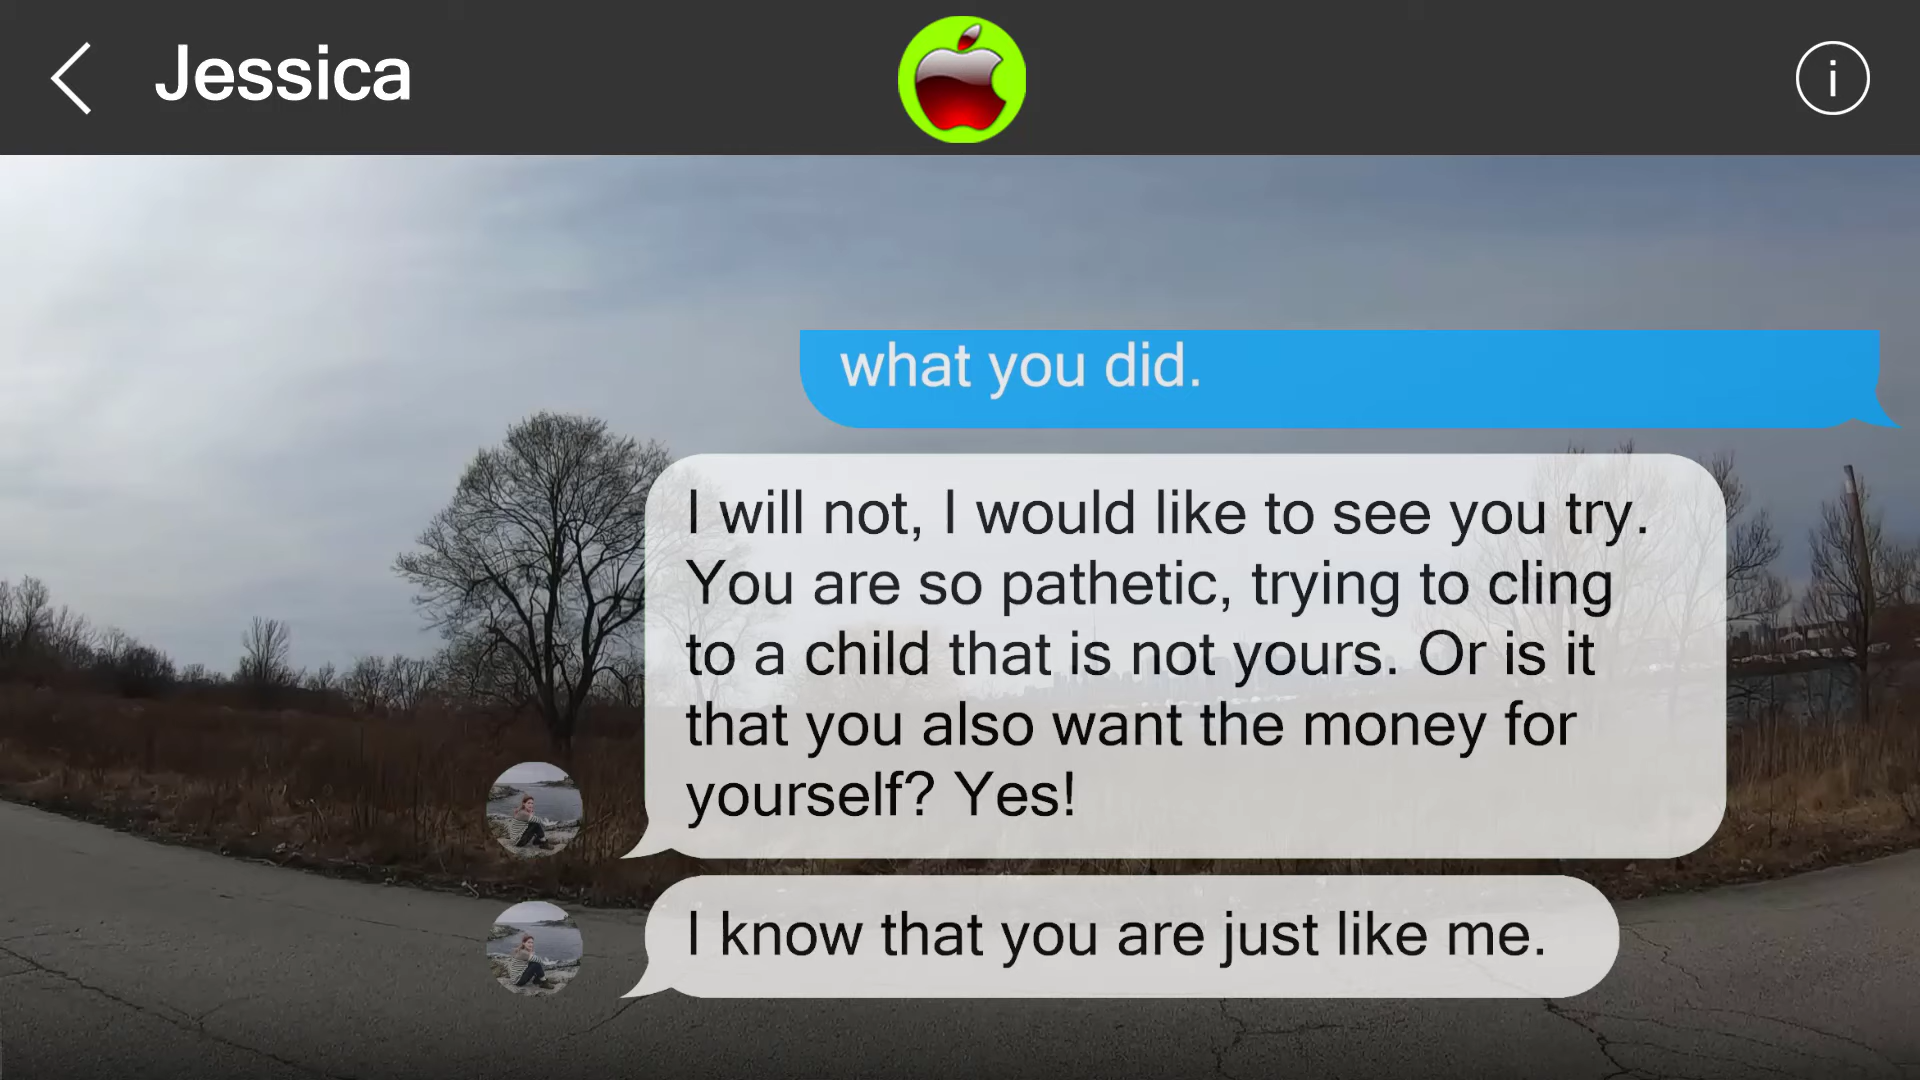 Jessica
i
what you did.
I will not, I would like to see you try.
You are so pathetic, trying to cling
to a child that is not yours. Or is it
that you also want the money for
yourself? Yes!
I know that you are just like me.